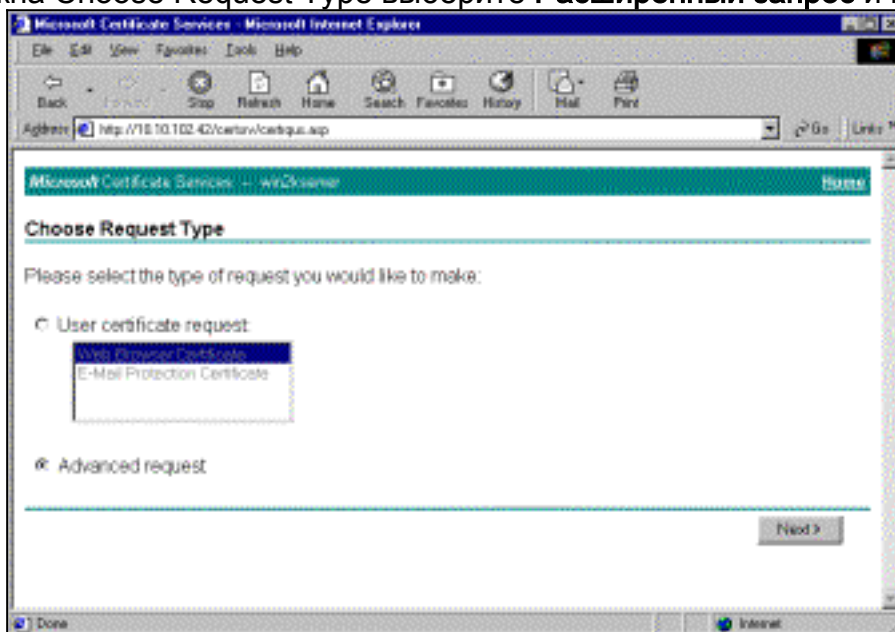 на Choose Request Type выберите Расширенный запрос и
Microsoft Certificate Services - Microsoft Internet Explorer
File Edit View Favorites Tools Help
Back Forward Stop Refresh Home Search Favorites History Mail Print
Address http://10.10.102.42/certsrv/certrqus.asp Go Links »
Microsoft Certificate Services -- win2kserver Home
Choose Request Type
Please select the type of request you would like to make:
User certificate request:
Web Browser Certificate
E-Mail Protection Certificate
Advanced request
Next >
Done Internet